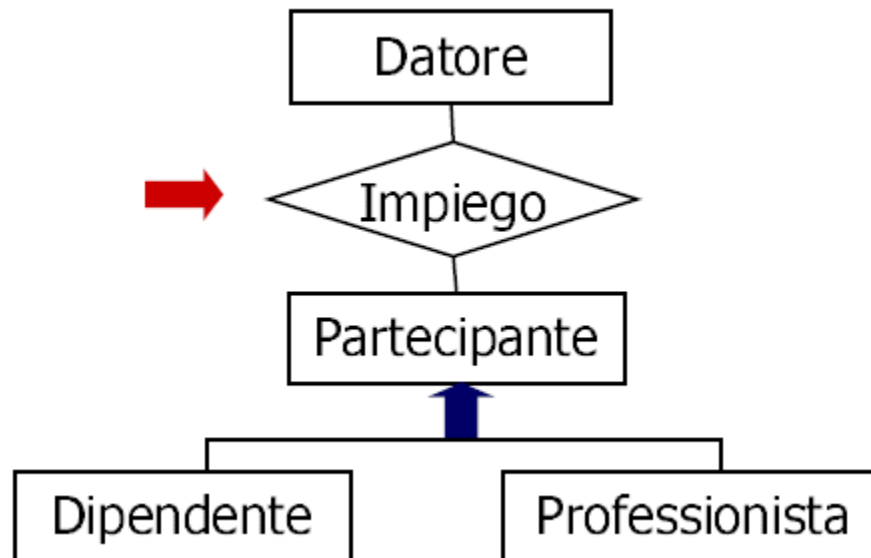 Datore
Impiego
Partecipante
Dipendente
Professionista